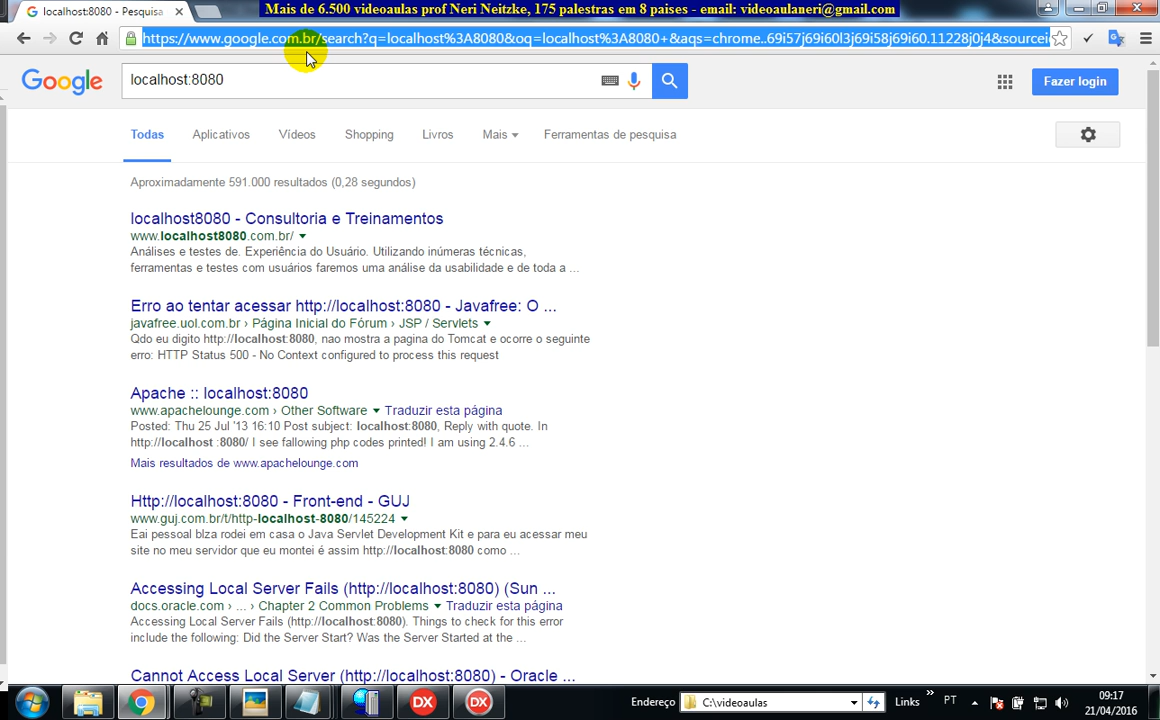 localhost:8080 - Pesquisa
Mais de 6.500 videoaulas prof Neri Neitzke, 175 palestras em 8 paises - email: videoaulaneri@gmail.com
https://www.google.com.br/search?q=localhost%3A8080&oq=localhost%3A8080+&aqs=chrome..69i57j69i60l3j69i58j69i60.11228j0j4&sourcei
Google
localhost:8080
Fazer login
Todas Aplicativos Vídeos Shopping Livros Mais Ferramentas de pesquisa
Aproximadamente 591.000 resultados (0,28 segundos)
localhost8080 - Consultoria e Treinamentos
www.localhost8080.com.br/
Análises e testes de. Experiência do Usuário. Utilizando inúmeras técnicas,
ferramentas e testes com usuários faremos uma análise da usabilidade e de toda a ...
Erro ao tentar acessar http://localhost:8080 - Javafree: O ...
javafree.uol.com.br › Página Inicial do Fórum › JSP / Servlets
Qdo eu digito http://localhost:8080, nao mostra a pagina do Tomcat e ocorre o seguinte
erro: HTTP Status 500 - No Context configured to process this request
Apache :: localhost:8080
www.apachelounge.com › Other Software Traduzir esta página
Posted: Thu 25 Jul '13 16:10 Post subject: localhost:8080, Reply with quote. In
http://localhost :8080/ I see fallowing php codes printed! I am using 2.4.6 ...
Mais resultados de www.apachelounge.com
Http://localhost:8080 - Front-end - GUJ
www.guj.com.br/t/http-localhost-8080/145224
Eai pessoal blza rodei em casa o Java Servlet Development Kit e para eu acessar meu
site no meu servidor que eu montei é assim http://localhost:8080 como ...
Accessing Local Server Fails (http://localhost:8080) (Sun ...
docs.oracle.com › ... › Chapter 2 Common Problems Traduzir esta página
Accessing Local Server Fails (http://localhost:8080). Things to check for this error
include the following: Did the Server Start? Was the Server Started at the ...
Cannot Access Local Server (http://localhost:8080) - Oracle ...
DX
DX
Endereço C:\videoaulas Links » PT
09:17
21/04/2016